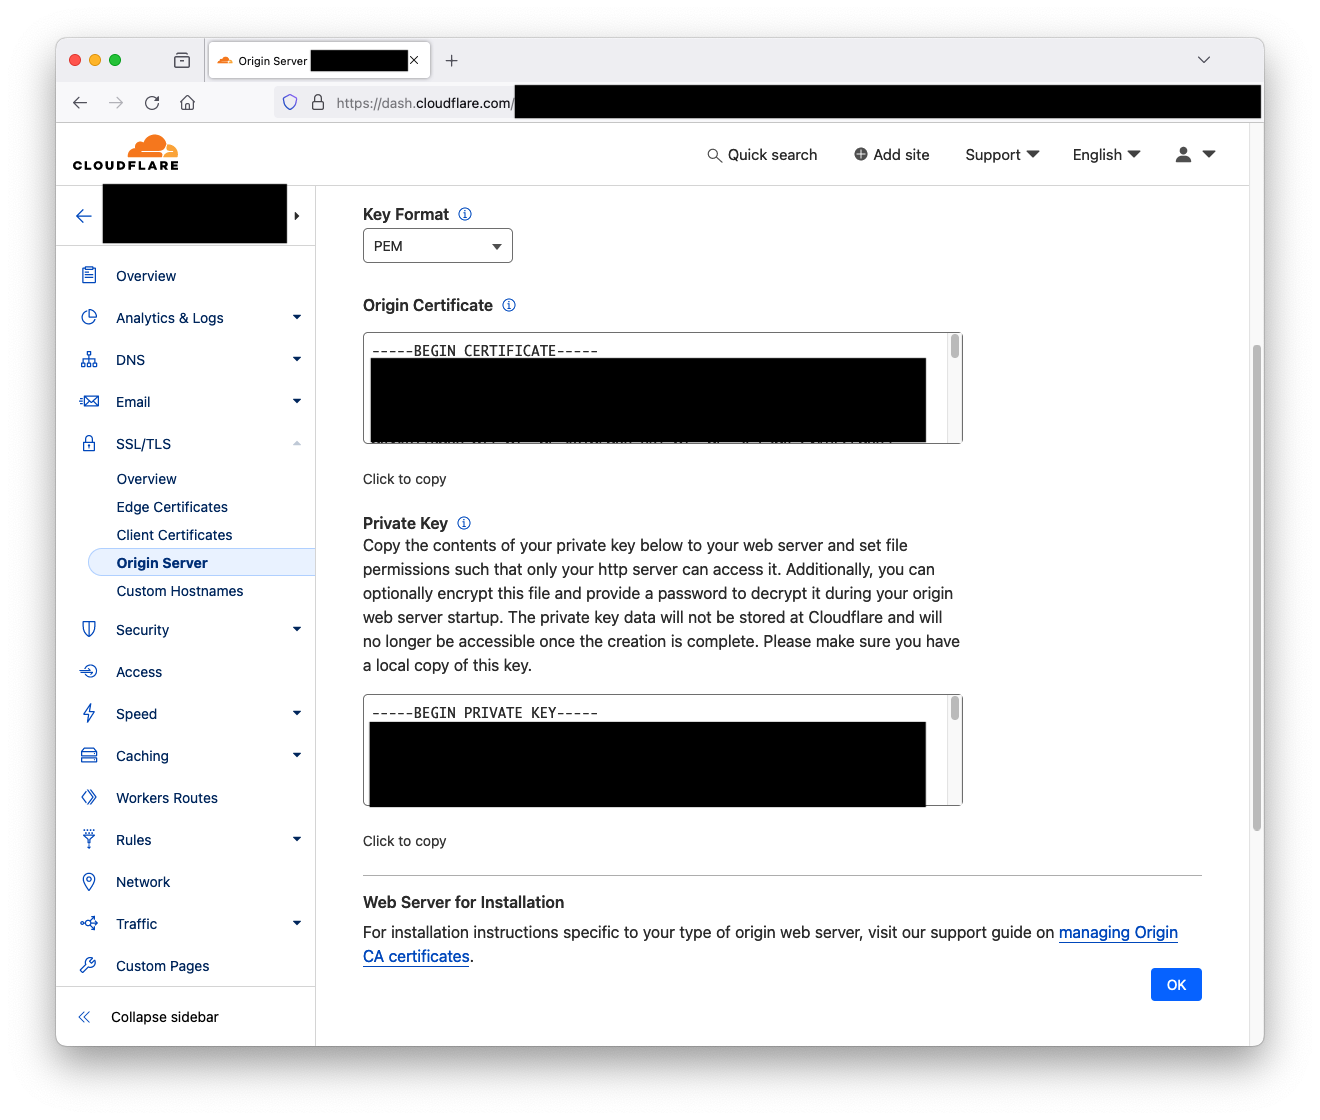 Origin Server
https://dash.cloudflare.com/
CLOUDFLARE
Quick search
Add site
Support
English
Overview
Analytics & Logs
DNS
Email
SSL/TLS
Overview
Edge Certificates
Client Certificates
Origin Server
Custom Hostnames
Security
Access
Speed
Caching
Workers Routes
Rules
Network
Traffic
Custom Pages
Collapse sidebar
Key Format
PEM
Origin Certificate
-----BEGIN CERTIFICATE-----
Click to copy
Private Key
Copy the contents of your private key below to your web server and set file
permissions such that only your http server can access it. Additionally, you can
optionally encrypt this file and provide a password to decrypt it during your origin
web server startup. The private key data will not be stored at Cloudflare and will
no longer be accessible once the creation is complete. Please make sure you have
a local copy of this key.
-----BEGIN PRIVATE KEY-----
Click to copy
Web Server for Installation
For installation instructions specific to your type of origin web server, visit our support guide on managing Origin
CA certificates.
OK